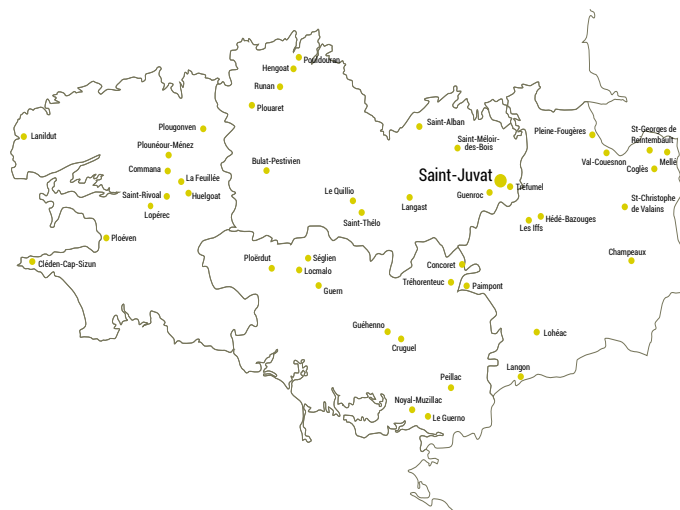 Pouldouran
Hengoat
Runan
Plouaret
Lanildut
Plougonven
Plounéour-Ménez
Commana
La Feuillée
Saint-Rivoal
Huelgoat
Lopérec
Ploéven
Cléden-Cap-Sizun
Bulat-Pestivien
Saint-Alban
Saint-Méloir-
des-Bois
Saint-Juvat
Tréfumel
Guenroc
Le Quillio
Saint-Thélo
Langast
Pleine-Fougères
St-Georges de
Reintembault
Val-Couesnon
Mellé
Coglès
St-Christophe
de Valains
Hédé-Bazouges
Les Iffs
Champeaux
Ploërdut
Séglien
Locmalo
Guern
Concoret
Tréhorenteuc
Paimpont
Guéhenno
Cruguel
Lohéac
Langon
Peillac
Noyal-Muzillac
Le Guerno